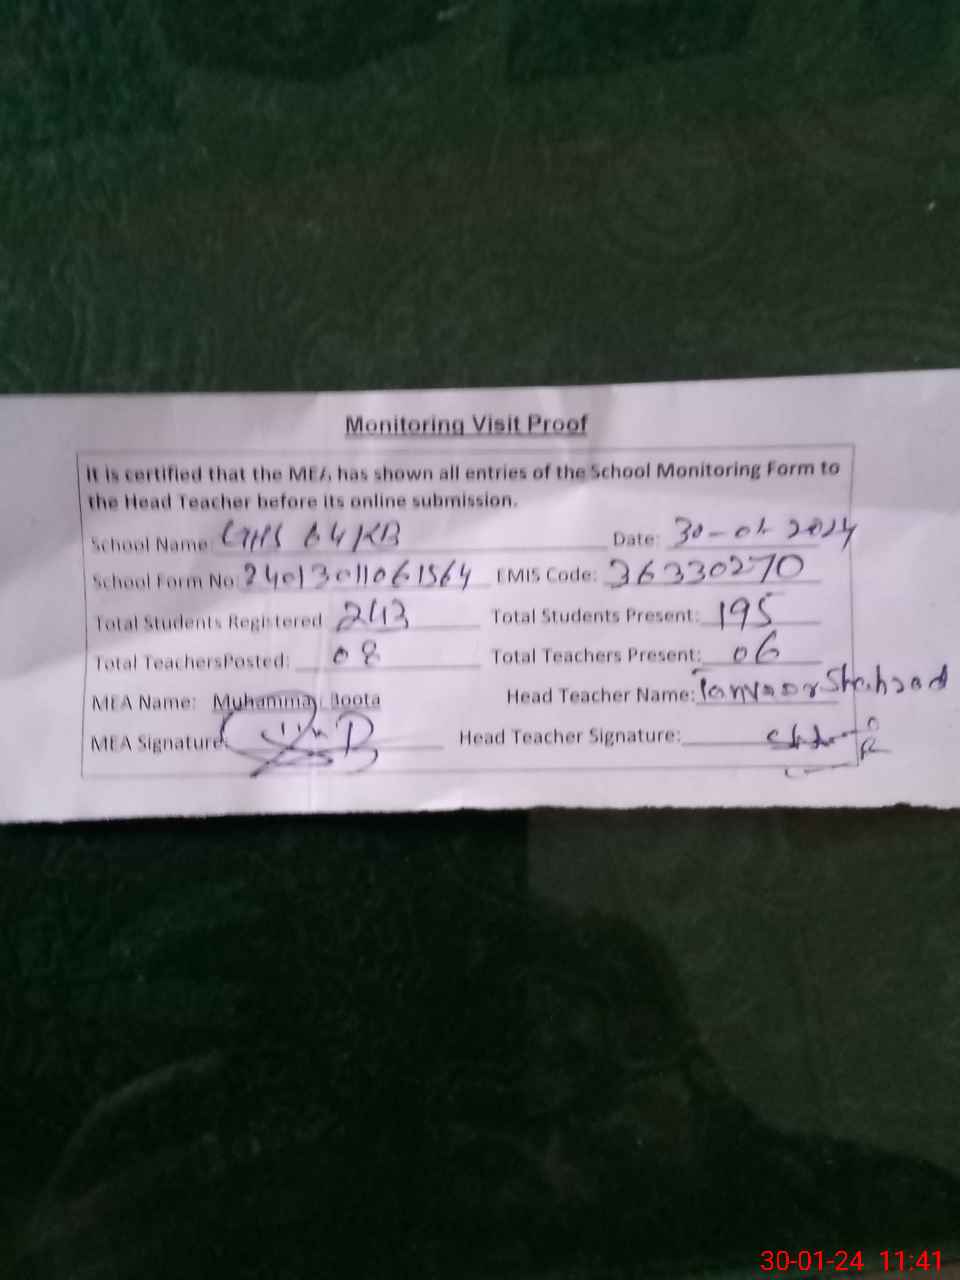 Monitoring Visit Proof
It is certified that the MEA has shown all entries of the School Monitoring Form to
the Head Teacher before its online submission.
School Name: GHS 64 KB Date: 30-01-2024
School Form No: 2401301106 1564 EMIS Code: 36330270
Total Students Registered 243 Total Students Present: 195
Total TeachersPosted: 08 Total Teachers Present: 06
MEA Name: Muhammad Boota Head Teacher Name: Tanveer Shahzad
MEA Signature: Head Teacher Signature:
30-01-24 11:41